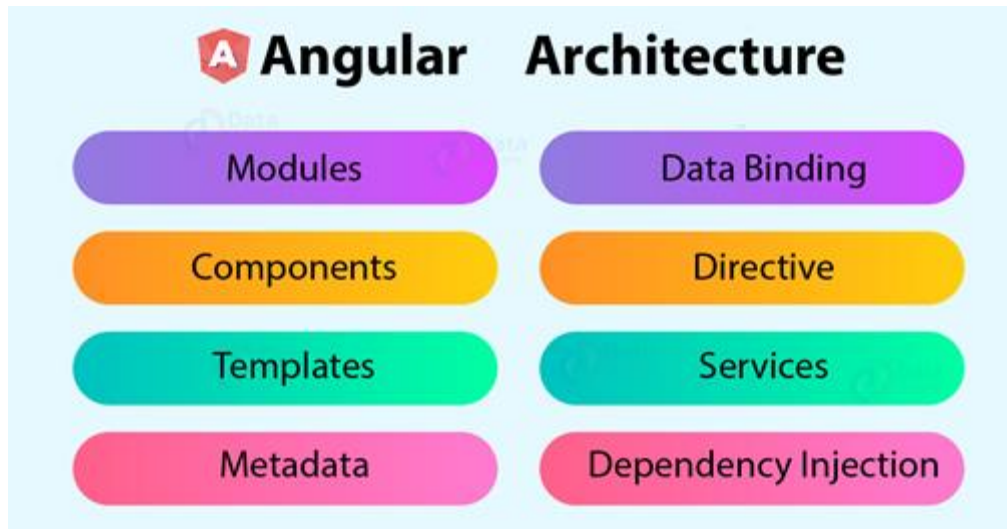 Angular Architecture
Modules
Data Binding
Components
Directive
Templates
Services
Metadata
Dependency Injection